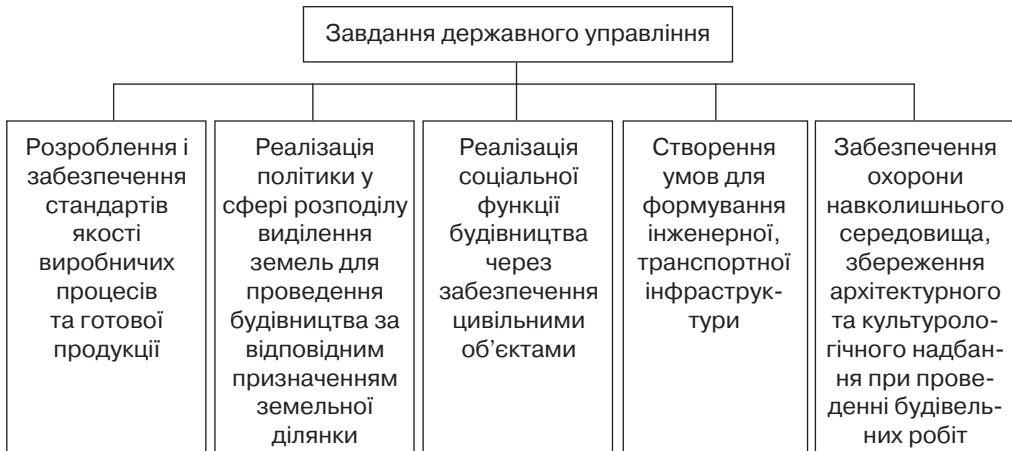 Завдання державного управління
Розроблення і
забезпечення
стандартів
якості
виробничих
процесів
та готової
продукції
Реалізація
політики у
сфері розподілу
виділення
земель для
проведення
будівництва за
відповідним
призначенням
земельної
ділянки
Реалізація
соціальної
функції
будівництва
через
забезпечення
цивільними
об’єктами
Створення
умов для
формування
інженерної,
транспортної
інфраструк-
тури
Забезпечення
охорони
навколишнього
середовища,
збереження
архітектурного
та культуроло-
гічного надбан-
ня при прове-
денні будівель-
них робіт